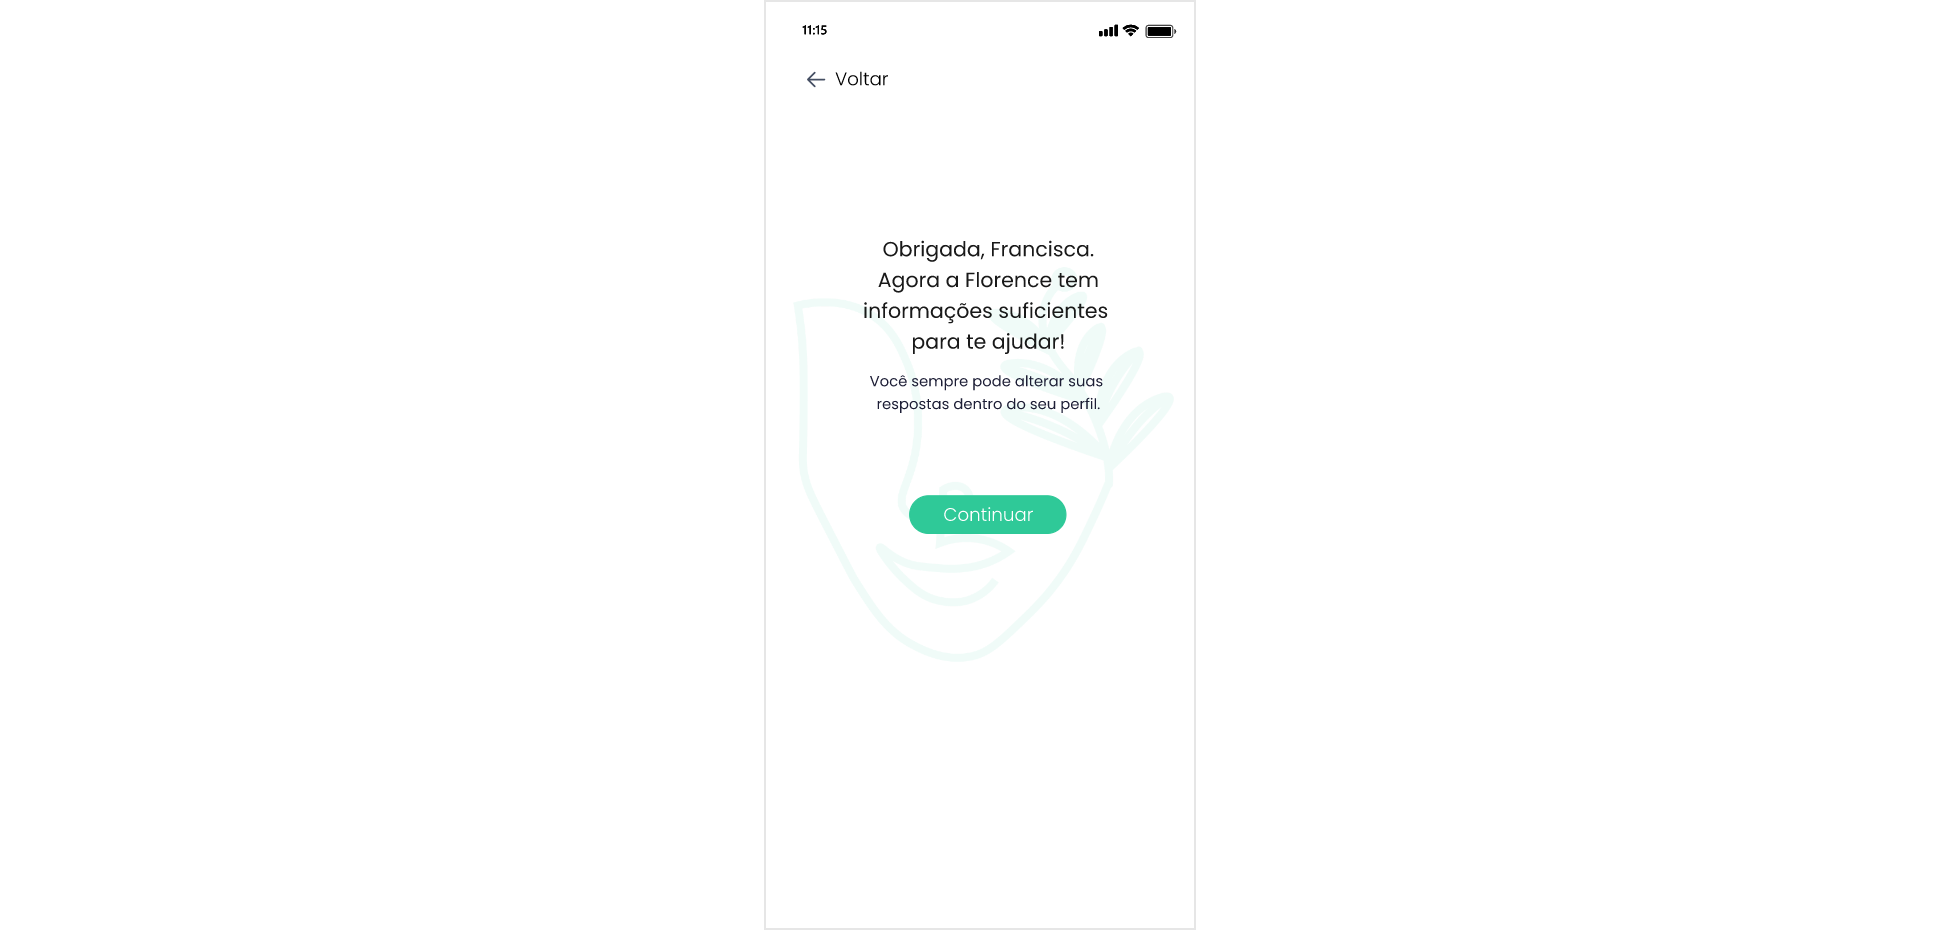 11:15
Voltar
Obrigada, Francisca.
Agora a Florence tem
informações suficientes
para te ajudar!
Você sempre pode alterar suas
respostas dentro do seu perfil.
Continuar